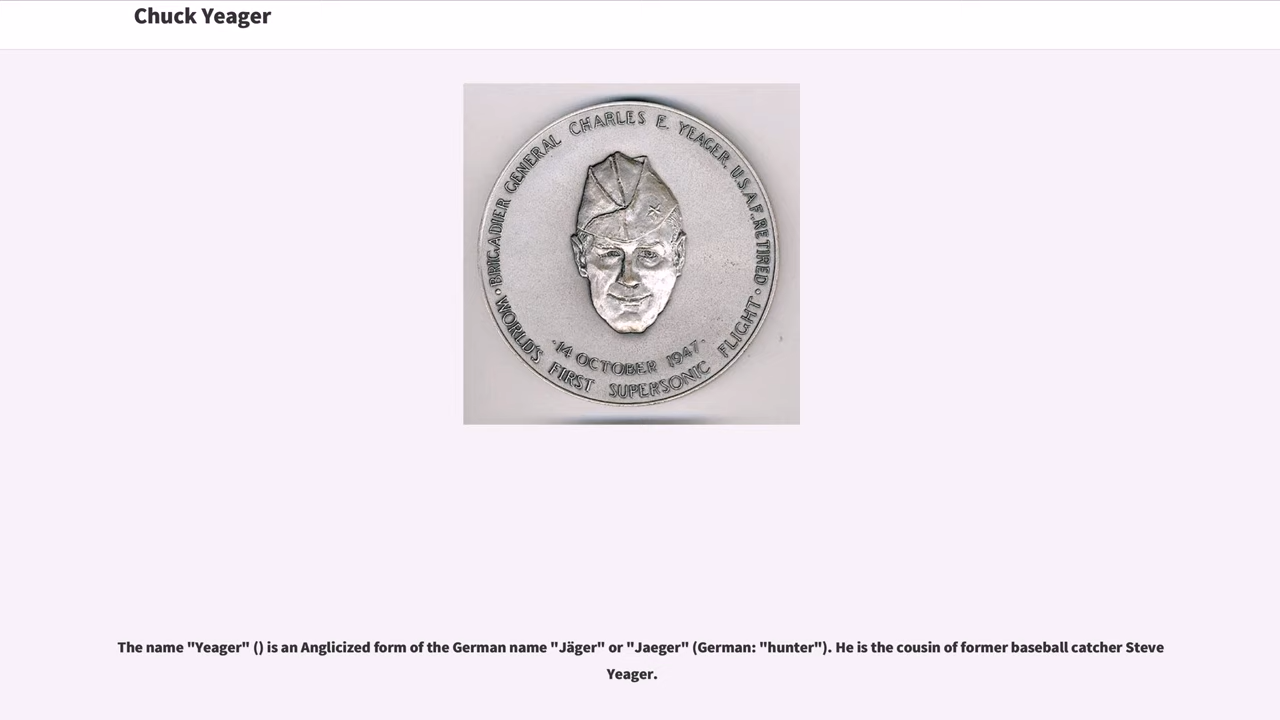 Chuck Yeager
BRIGADIER GENERAL CHARLES E. YEAGER, U.S.A.F. RETIRED
·14 OCTOBER 1947·
• WORLD'S FIRST SUPERSONIC FLIGHT •
The name "Yeager" () is an Anglicized form of the German name "Jäger" or "Jaeger" (German: "hunter"). He is the cousin of former baseball catcher Steve
Yeager.